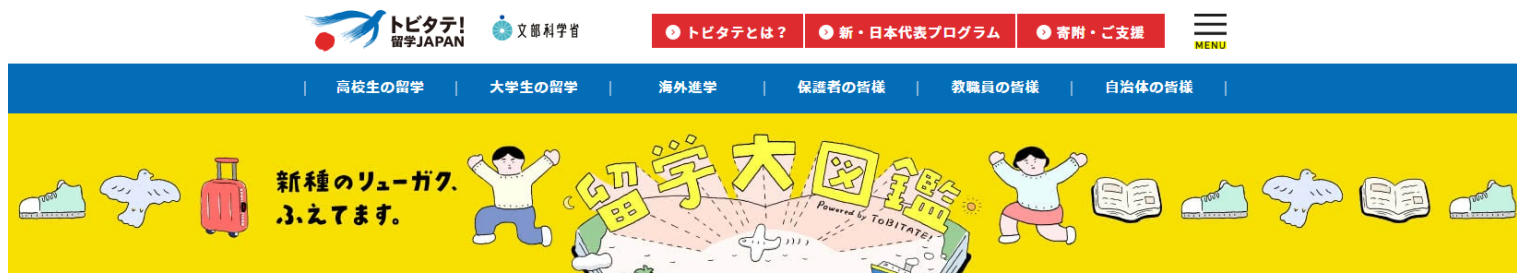 トビタテ!
留学JAPAN
文部科学省
トビタテとは?
新・日本代表プログラム
寄附・ご支援
MENU
高校生の留学
大学生の留学
海外進学
保護者の皆様
教職員の皆様
自治体の皆様
新種のリューガク、
ふえてます。
留学大図鑑
Powered by TOBITATE!